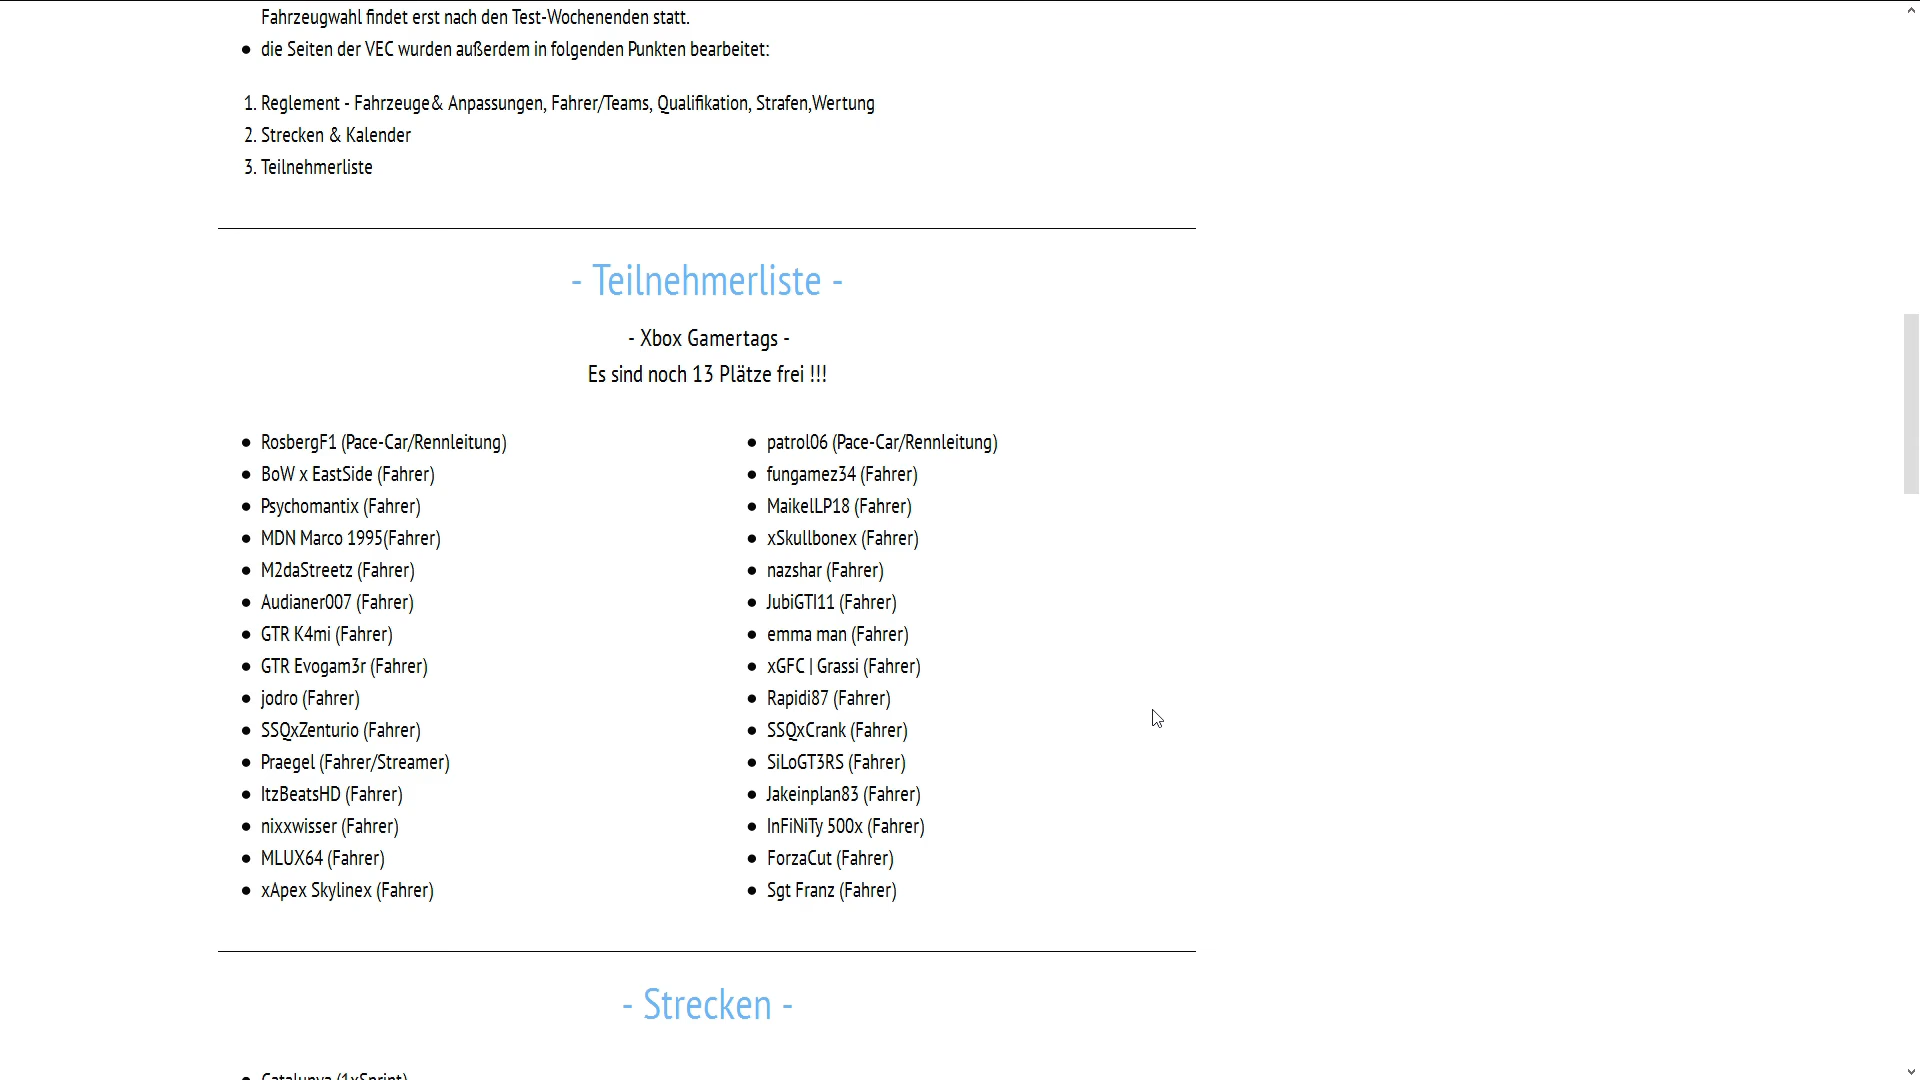 Fahrzeugwahl findet erst nach den Test-Wochenenden statt.
die Seiten der VEC wurden außerdem in folgenden Punkten bearbeitet:
1. Reglement - Fahrzeuge& Anpassungen, Fahrer/Teams, Qualifikation, Strafen,Wertung
2. Strecken & Kalender
3. Teilnehmerliste
- Teilnehmerliste -
- Xbox Gamertags -
Es sind noch 13 Plätze frei !!!
RosbergF1 (Pace-Car/Rennleitung)
BoW x EastSide (Fahrer)
Psychomantix (Fahrer)
MDN Marco 1995(Fahrer)
M2daStreetz (Fahrer)
Audianer007 (Fahrer)
GTR K4mi (Fahrer)
GTR Evogam3r (Fahrer)
jodro (Fahrer)
SSQxZenturio (Fahrer)
Praegel (Fahrer/Streamer)
ItzBeatsHD (Fahrer)
nixxwisser (Fahrer)
MLUX64 (Fahrer)
xApex Skylinex (Fahrer)
patrol06 (Pace-Car/Rennleitung)
fungamez34 (Fahrer)
MaikelLP18 (Fahrer)
xSkullbonex (Fahrer)
nazshar (Fahrer)
JubiGTI11 (Fahrer)
emma man (Fahrer)
xGFC | Grassi (Fahrer)
Rapidi87 (Fahrer)
SSQxCrank (Fahrer)
SiLoGT3RS (Fahrer)
Jakeinplan83 (Fahrer)
InFiNiTy 500x (Fahrer)
ForzaCut (Fahrer)
Sgt Franz (Fahrer)
- Strecken -
Catalunya (1xSprint)